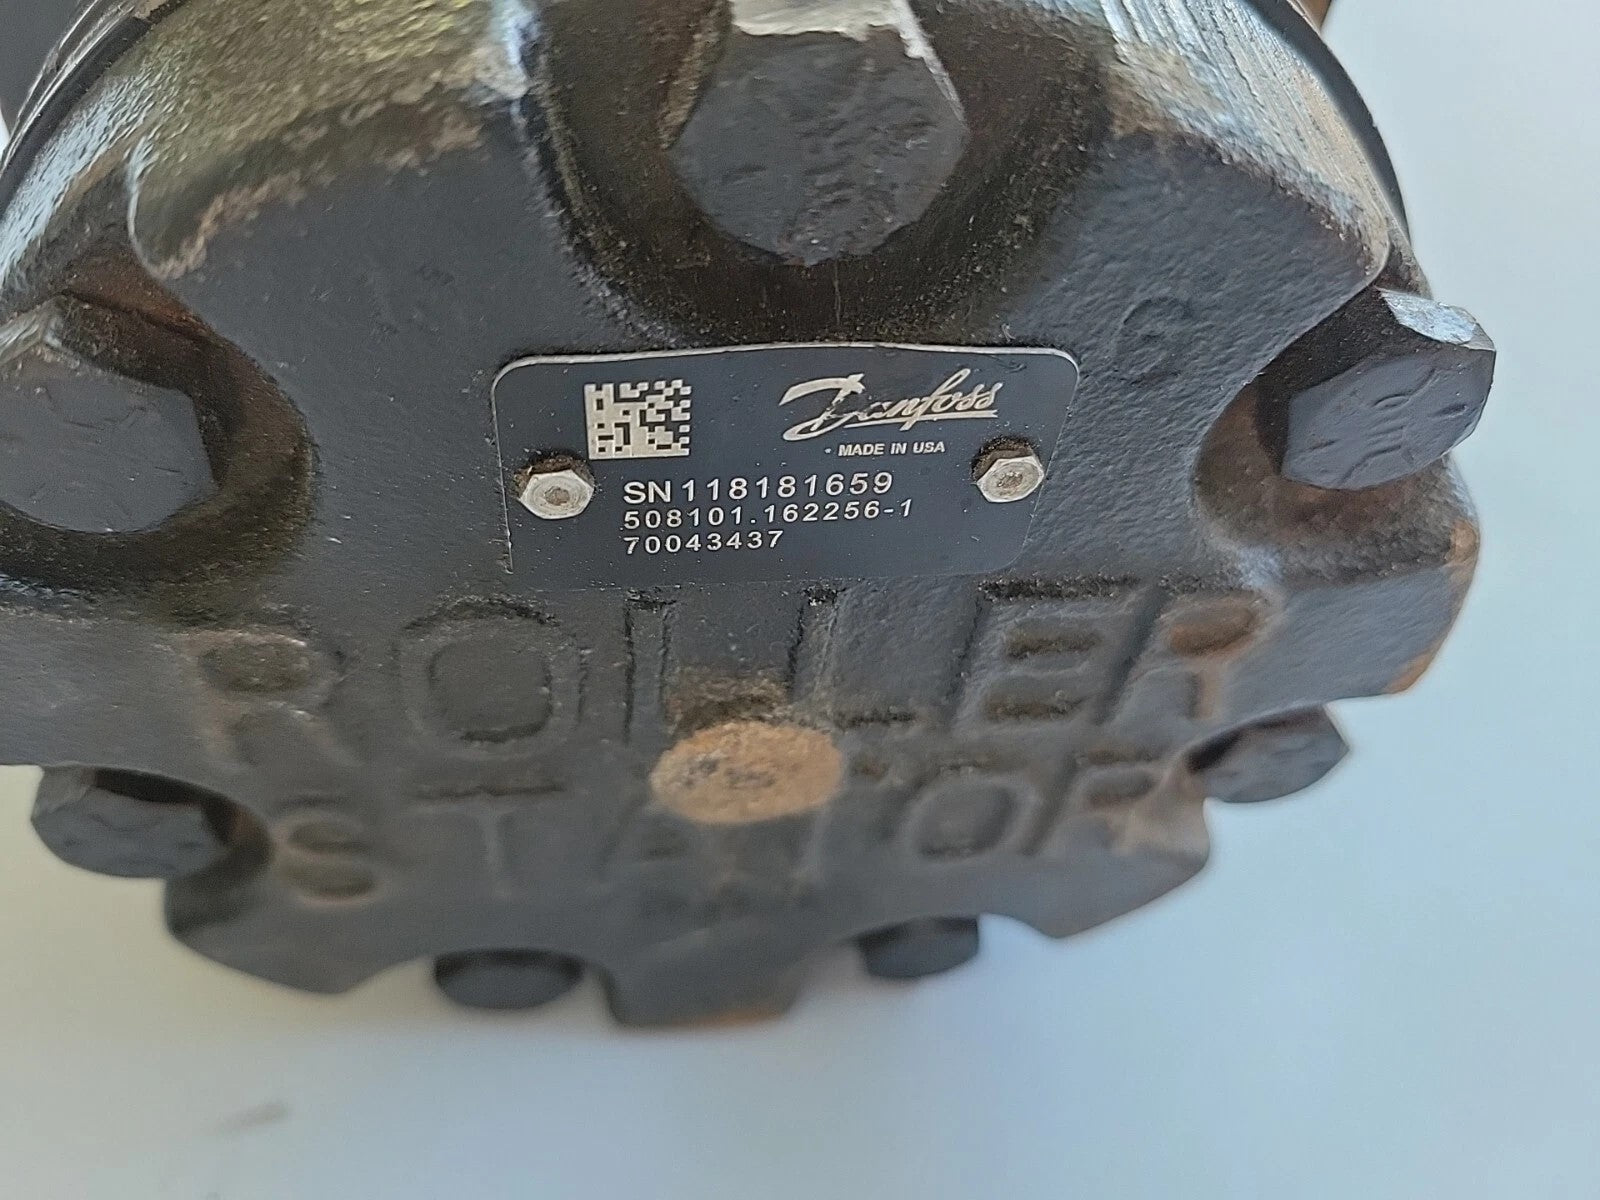 Danfoss
MADE IN USA
SN118181659
508101.162256-1
70043437
ROLLER
STATOR